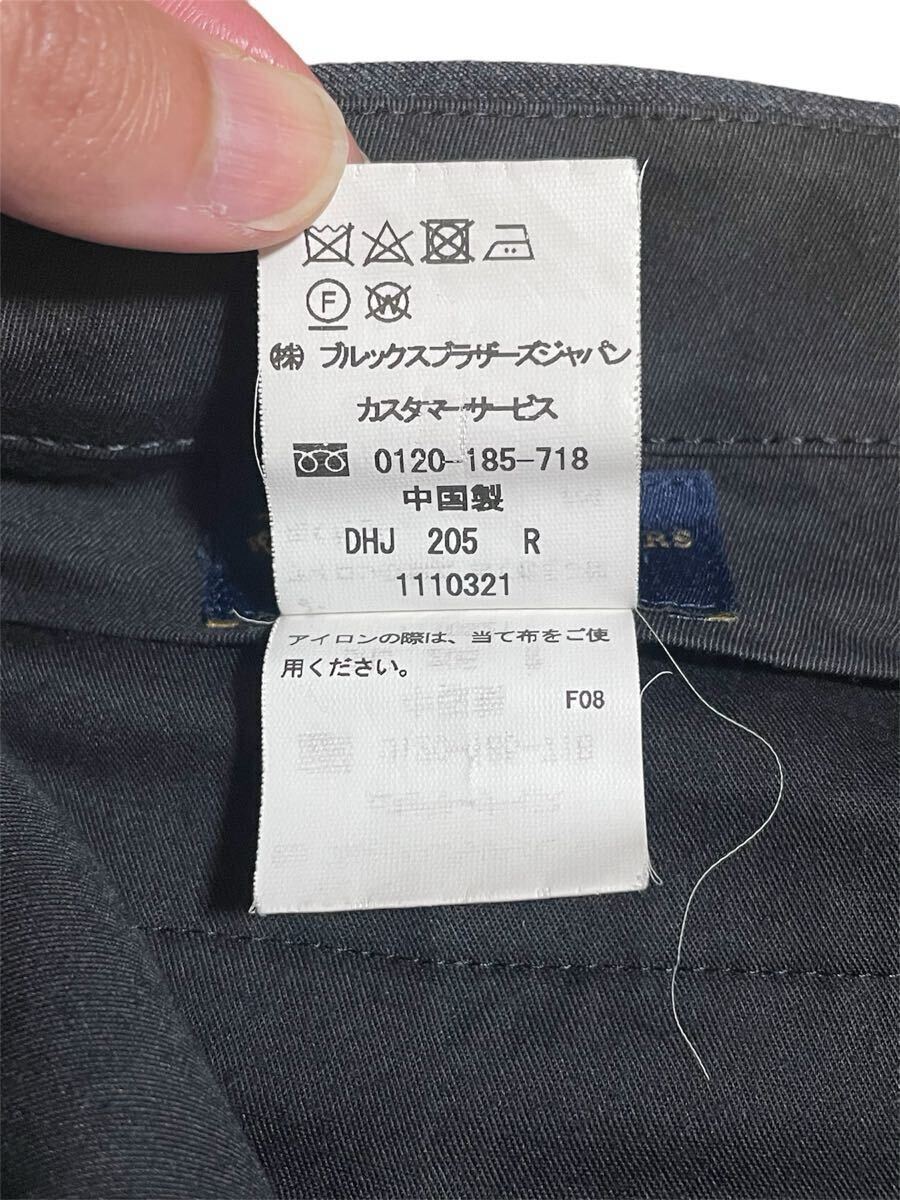 F W
㈱ ブルックスブラザーズジャパン
カスタマーサービス
0120-185-718
中国製
DHJ 205 R
1110321
RS
アイロンの際は、当て布をご使
用ください。
F08